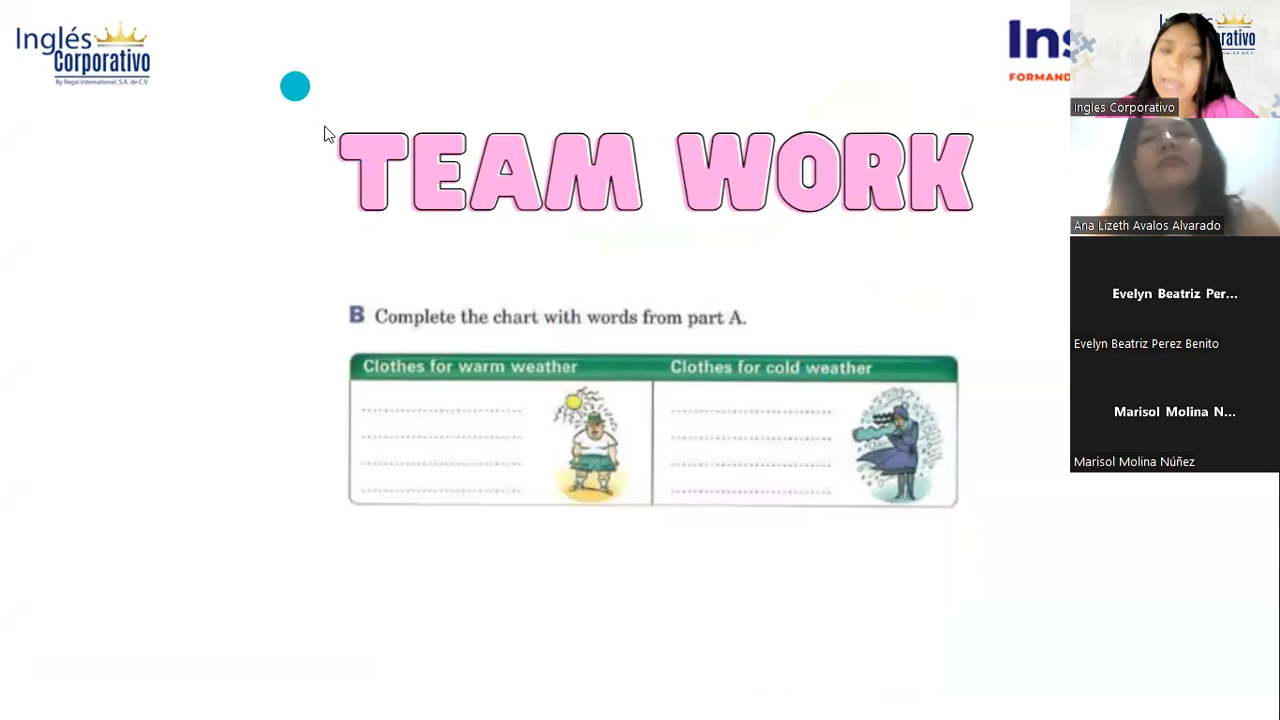 Inglés
Corporativo
By Regal International, S.A. de C.V.
Ins
FORMAND
rativo
Ingles Corporativo
TEAM WORK
Ana Lizeth Avalos Alvarado
Evelyn Beatriz Per...
Evelyn Beatriz Perez Benito
Marisol Molina N...
Marisol Molina Núñez
B Complete the chart with words from part A.
Clothes for warm weather
Clothes for cold weather